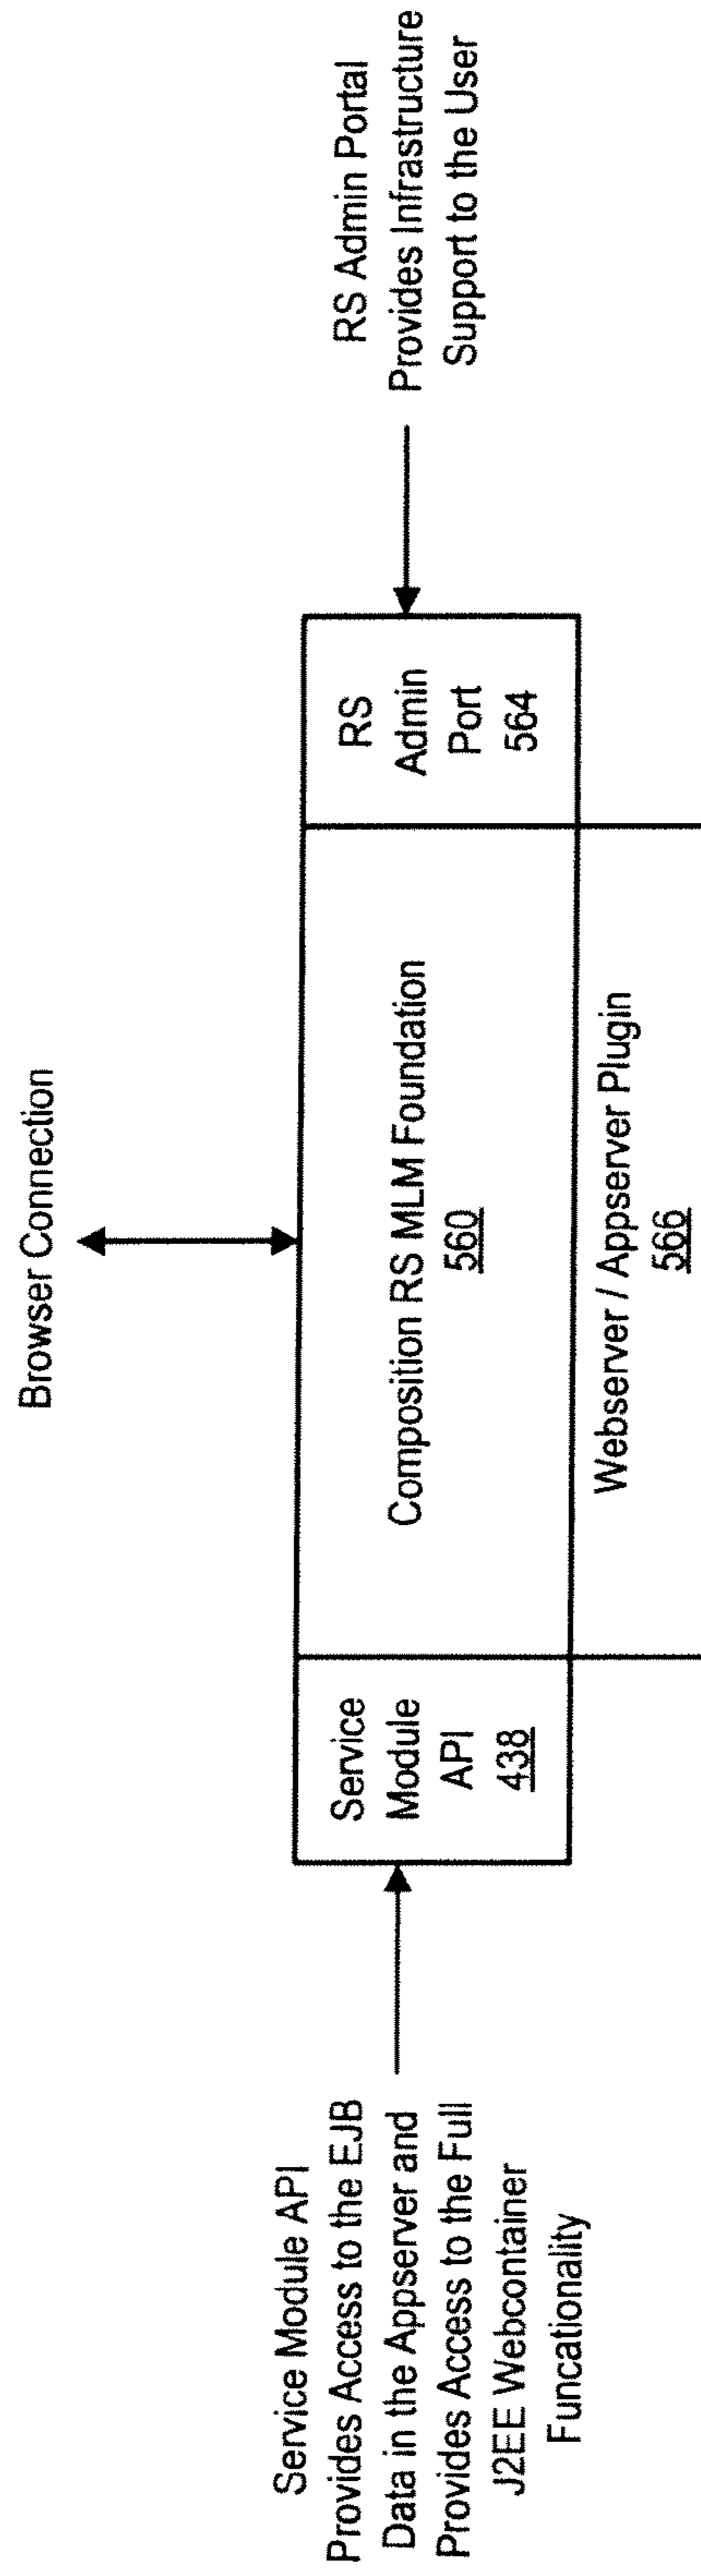 Browser Connection
Service Module API
Provides Access to the EJB
Data in the Appserver and
Provides Access to the Full
J2EE Webcontainer
Funcationality
Service
Module
API
438
Composition RS MLM Foundation
560
RS
Admin
Port
564
RS Admin Portal
Provides Infrastructure
Support to the User
Webserver / Appserver Plugin
566